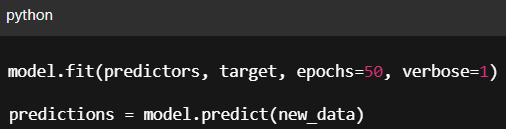 python
model.fit(predictors, target, epochs=50, verbose=1)
predictions = model.predict(new_data)